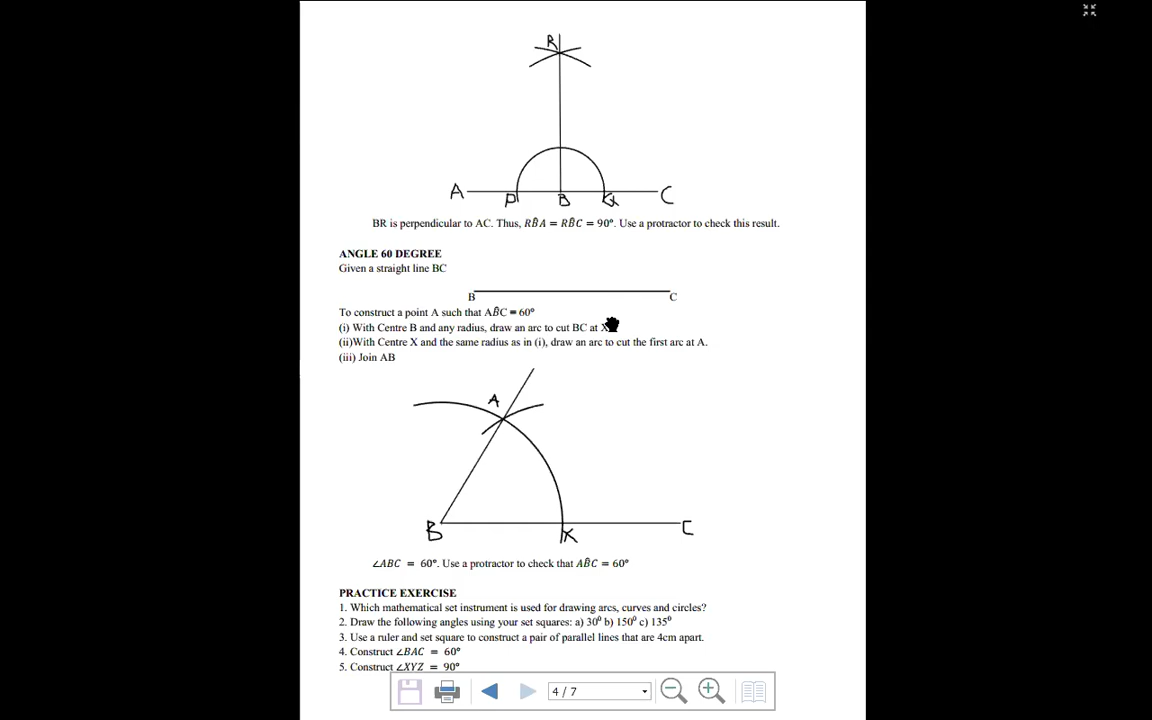 R
A P B Q C
BR is perpendicular to AC. Thus, RB̂A = RB̂C = 90°. Use a protractor to check this result.
ANGLE 60 DEGREE
Given a straight line BC
B C
To construct a point A such that AB̂C = 60°
(i) With Centre B and any radius, draw an arc to cut BC at X
(ii)With Centre X and the same radius as in (i), draw an arc to cut the first arc at A.
(iii) Join AB
A
B X C
∠ABC = 60°. Use a protractor to check that AB̂C = 60°
PRACTICE EXERCISE
1. Which mathematical set instrument is used for drawing arcs, curves and circles?
2. Draw the following angles using your set squares: a) 30⁰ b) 150⁰ c) 135⁰
3. Use a ruler and set square to construct a pair of parallel lines that are 4cm apart.
4. Construct ∠BAC = 60°
5. Construct ∠XYZ = 90°
4 / 7